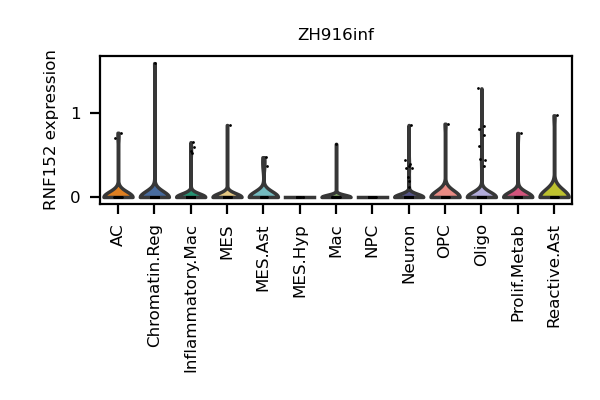 ZH916inf
RNF152 expression
1
0
AC
Chromatin.Reg
Inflammatory.Mac
MES
MES.Ast
MES.Hyp
Mac
NPC
Neuron
OPC
Oligo
Prolif.Metab
Reactive.Ast